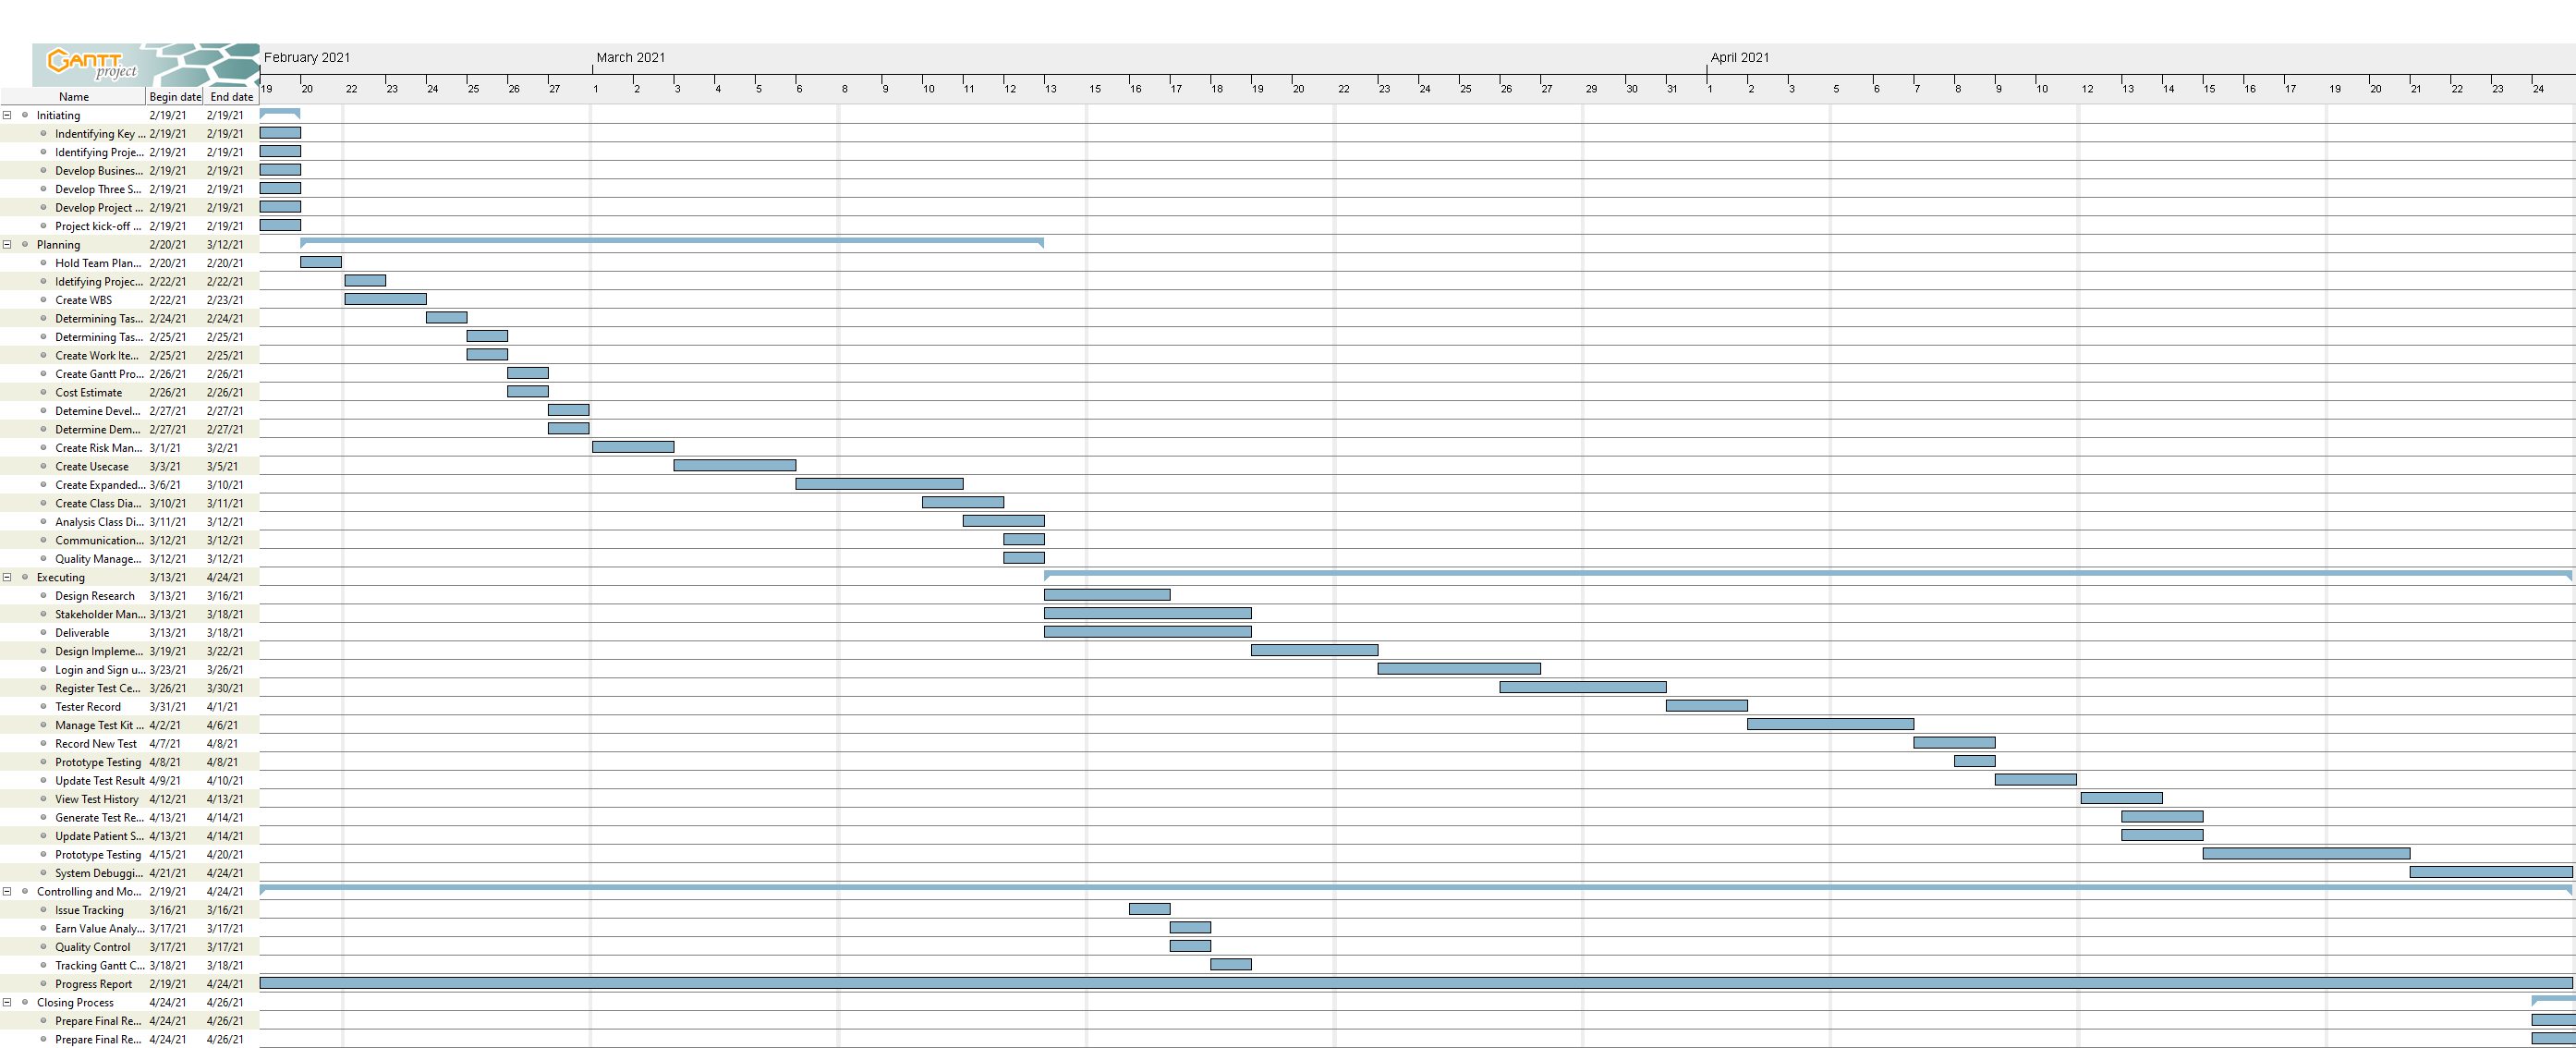 GANTT
project
February 2021 March 2021 April 2021
19 20 22 23 24 25 26 27 1 2 3 4 5 6 8 9 10 11 12 13 15 16 17 18 19 20 22 23 24 25 26 27 29 30 31 1 2 3 5 6 7 8 9 10 12 13 14 15 16 17 19 20 21 22 23 24
Name Begin date End date
Initiating 2/19/21 2/19/21
Indentifying Key ... 2/19/21 2/19/21
Identifying Proje... 2/19/21 2/19/21
Develop Busines... 2/19/21 2/19/21
Develop Three S... 2/19/21 2/19/21
Develop Project ... 2/19/21 2/19/21
Project kick-off ... 2/19/21 2/19/21
Planning 2/20/21 3/12/21
Hold Team Plan... 2/20/21 2/20/21
Idetifying Projec... 2/22/21 2/22/21
Create WBS 2/22/21 2/23/21
Determining Tas... 2/24/21 2/24/21
Determining Tas... 2/25/21 2/25/21
Create Work Ite... 2/25/21 2/25/21
Create Gantt Pro... 2/26/21 2/26/21
Cost Estimate 2/26/21 2/26/21
Detemine Devel... 2/27/21 2/27/21
Determine Dem... 2/27/21 2/27/21
Create Risk Man... 3/1/21 3/2/21
Create Usecase 3/3/21 3/5/21
Create Expanded... 3/6/21 3/10/21
Create Class Dia... 3/10/21 3/11/21
Analysis Class Di... 3/11/21 3/12/21
Communication... 3/12/21 3/12/21
Quality Manage... 3/12/21 3/12/21
Executing 3/13/21 4/24/21
Design Research 3/13/21 3/16/21
Stakeholder Man... 3/13/21 3/18/21
Deliverable 3/13/21 3/18/21
Design Impleme... 3/19/21 3/22/21
Login and Sign u... 3/23/21 3/26/21
Register Test Ce... 3/26/21 3/30/21
Tester Record 3/31/21 4/1/21
Manage Test Kit ... 4/2/21 4/6/21
Record New Test 4/7/21 4/8/21
Prototype Testing 4/8/21 4/8/21
Update Test Result 4/9/21 4/10/21
View Test History 4/12/21 4/13/21
Generate Test Re... 4/13/21 4/14/21
Update Patient S... 4/13/21 4/14/21
Prototype Testing 4/15/21 4/20/21
System Debuggi... 4/21/21 4/24/21
Controlling and Mo... 2/19/21 4/24/21
Issue Tracking 3/16/21 3/16/21
Earn Value Analy... 3/17/21 3/17/21
Quality Control 3/17/21 3/17/21
Tracking Gantt C... 3/18/21 3/18/21
Progress Report 2/19/21 4/24/21
Closing Process 4/24/21 4/26/21
Prepare Final Re... 4/24/21 4/26/21
Prepare Final Re... 4/24/21 4/26/21